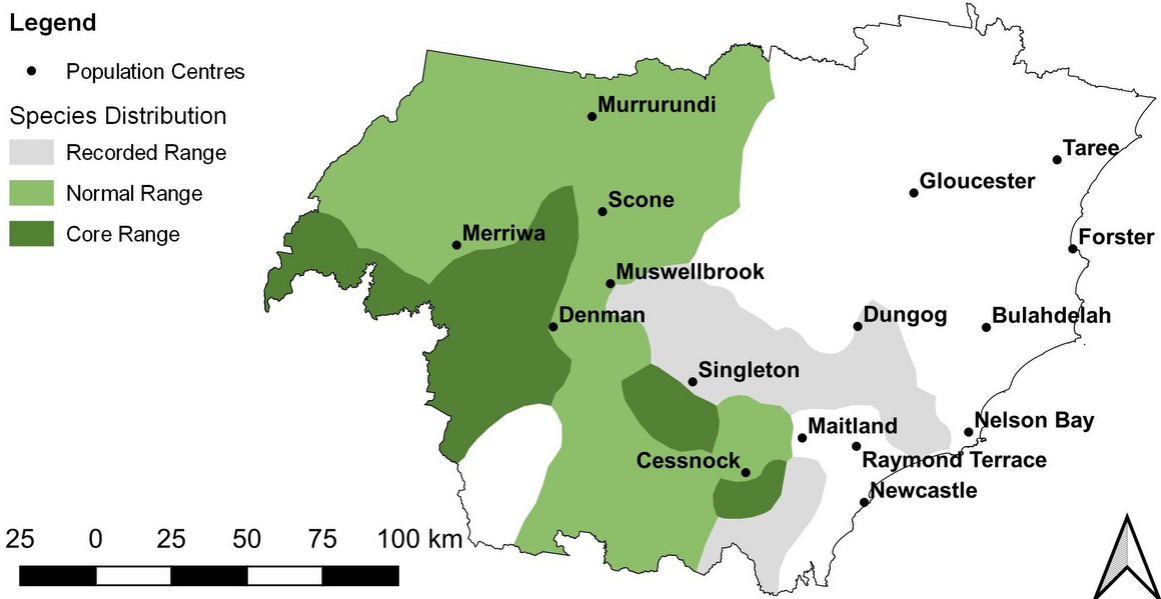 Legend
Population Centres
Species Distribution
Recorded Range
Normal Range
Core Range
Murrurundi
Taree
Gloucester
Scone
Merriwa
Forster
Muswellbrook
Denman
Dungog
Bulahdelah
Singleton
Nelson Bay
Maitland
Cessnock
Raymond Terrace
Newcastle
25 0 25 50 75 100 km